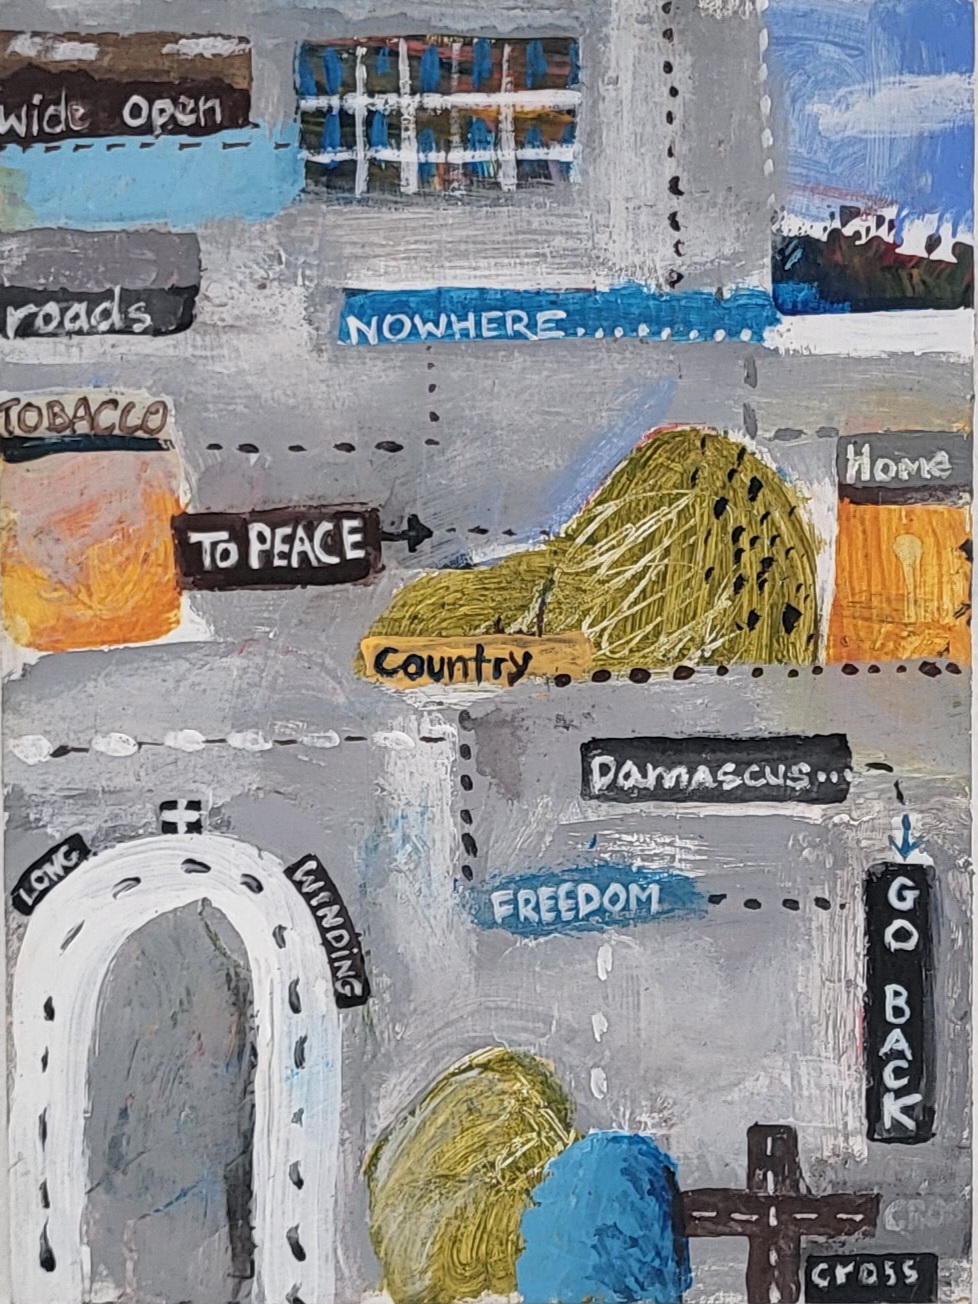 wide open
roads
NOWHERE........
TOBACCO
Home
TO PEACE
Country
Damascus...
LONG
WINDING
FREEDOM
GO BACK
CRO
cross